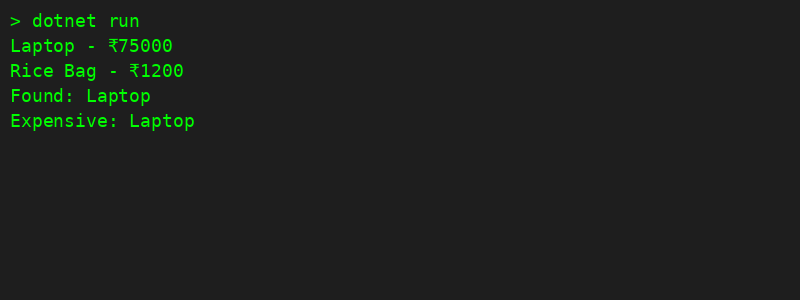 > dotnet run
Laptop - ₹75000
Rice Bag - ₹1200
Found: Laptop
Expensive: Laptop